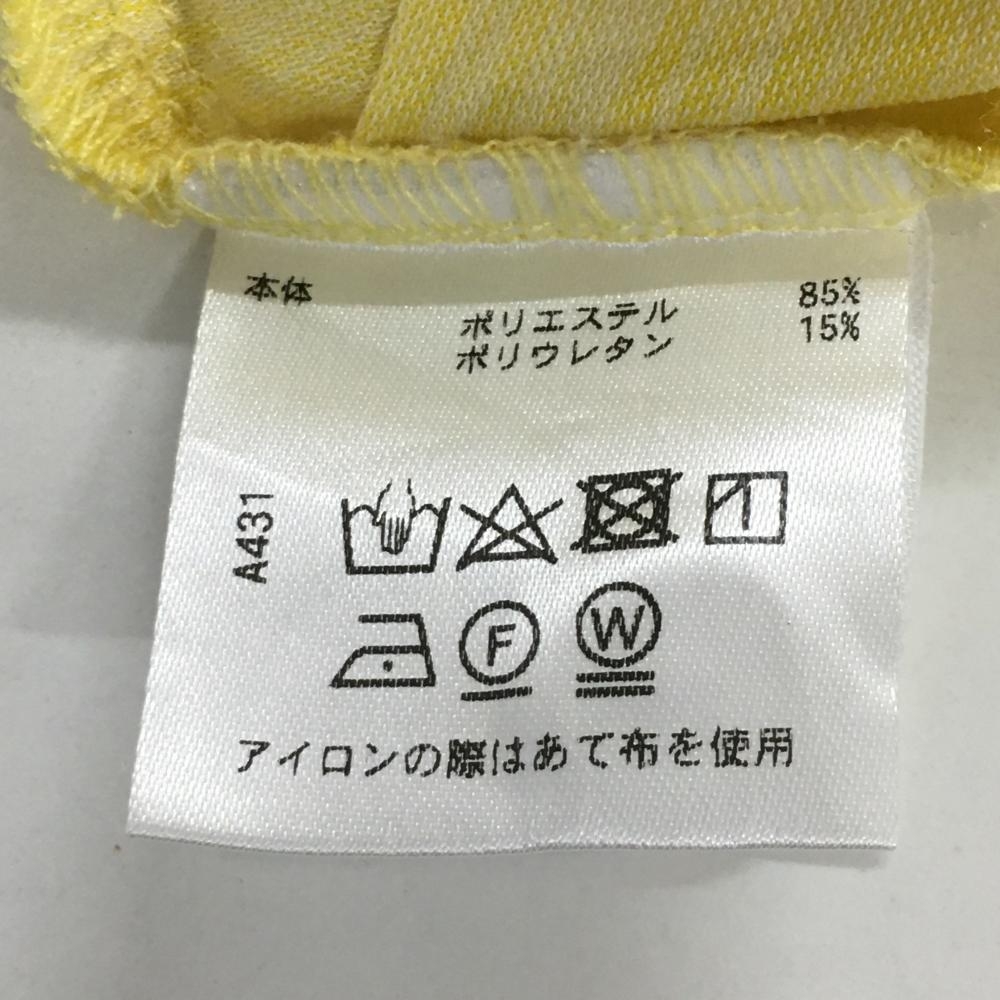 本体
ポリエステル 85%
ポリウレタン 15%
A431
F
W
アイロンの際はあて布を使用